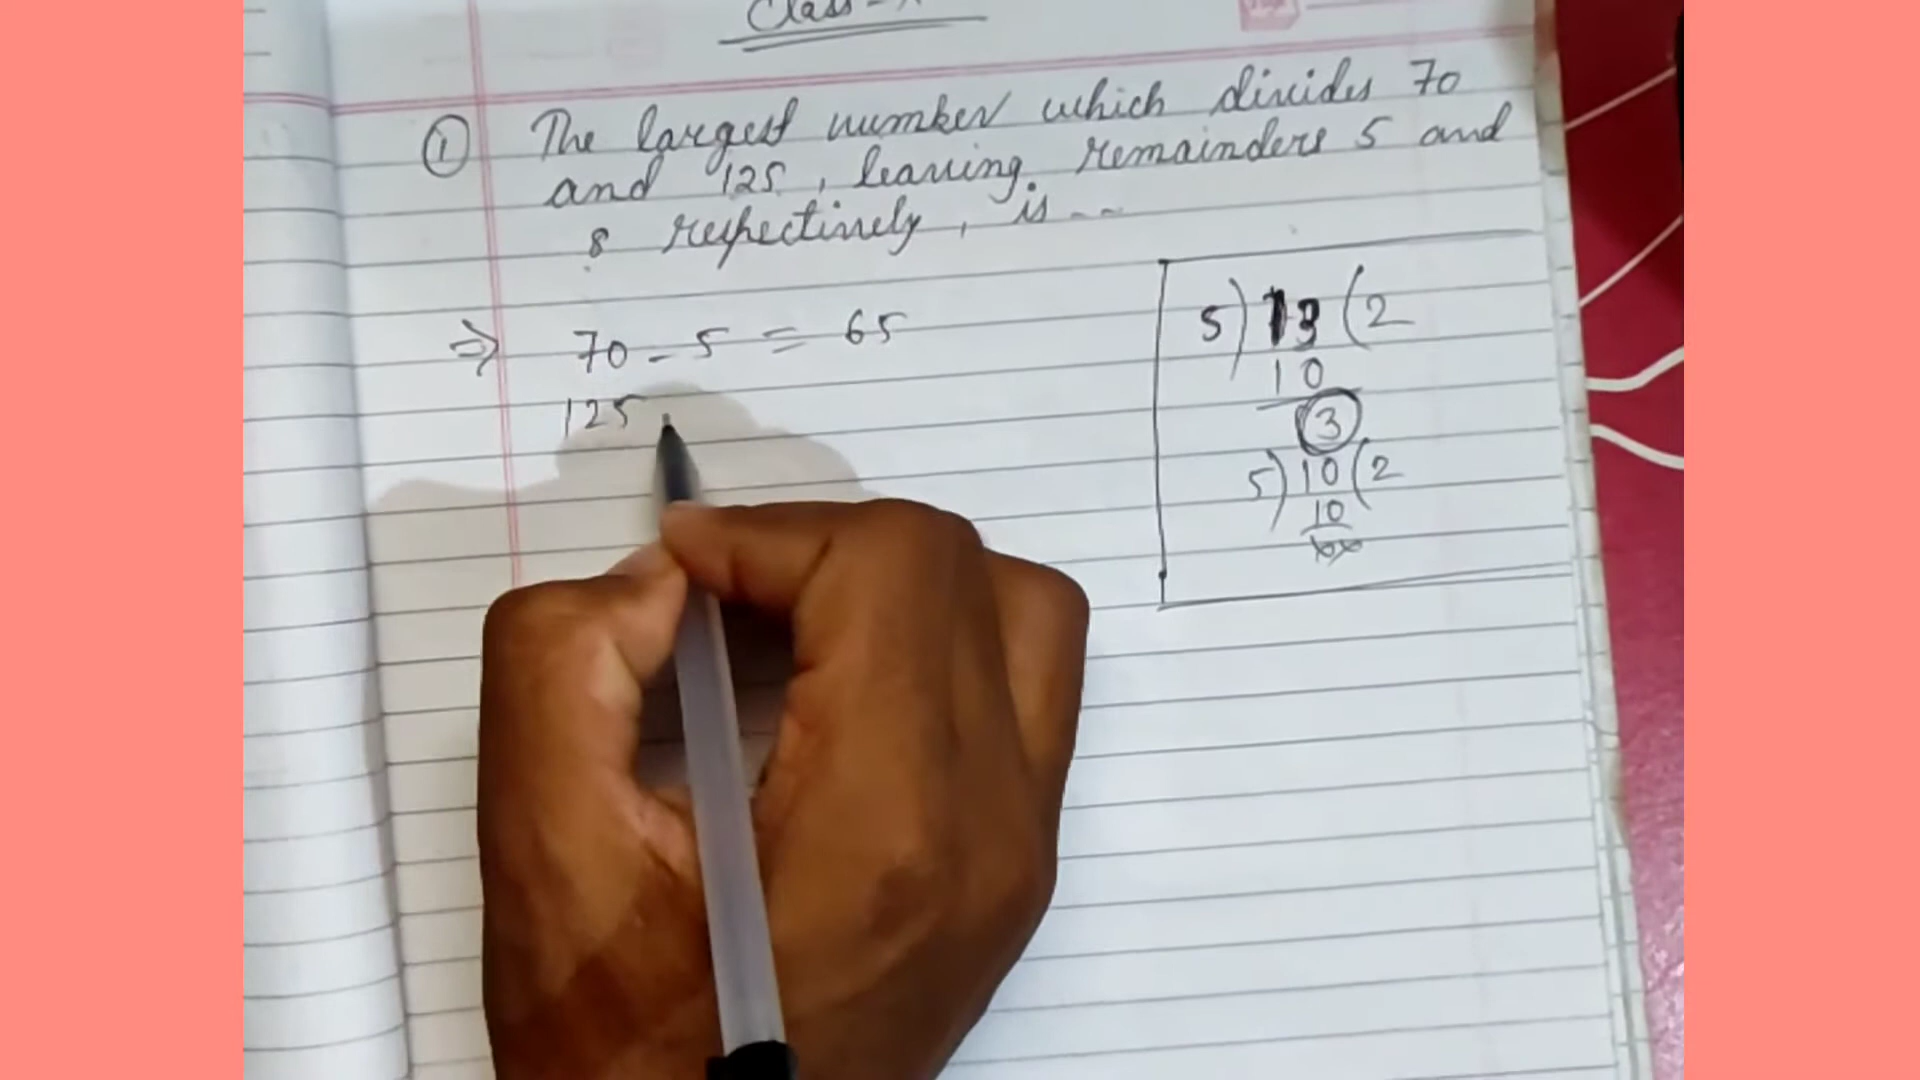 ① The largest number which divides 70
and 125, leaving remainders 5 and
8 respectively, is --
⇒ 70 - 5 = 65
125
5) 13 (2
10
3
5) 10 (2
10